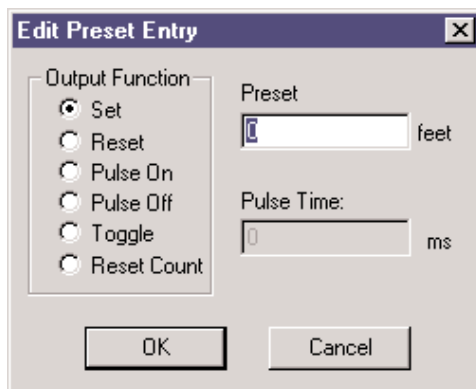 Edit Preset Entry
Output Function
Set
Reset
Pulse On
Pulse Off
Toggle
Reset Count
Preset
0 feet
Pulse Time:
0 ms
OK Cancel